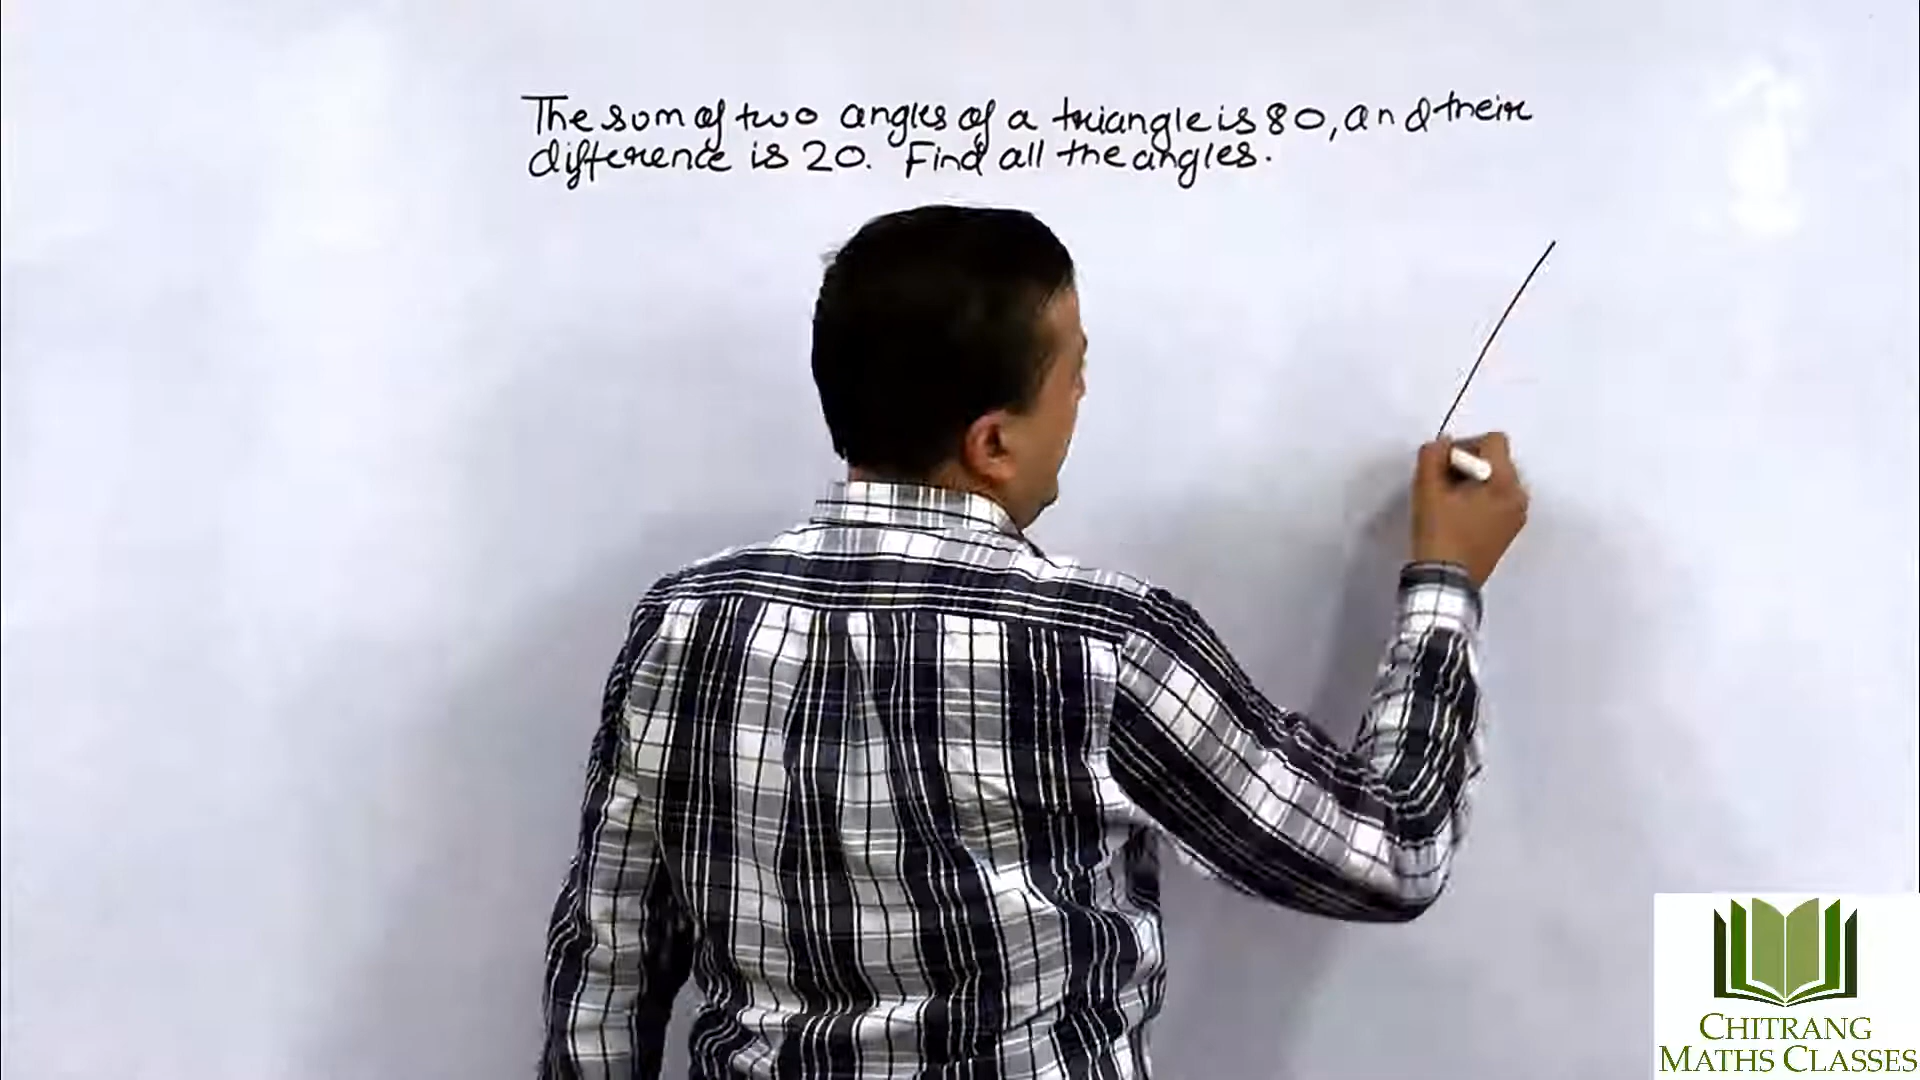 The sum of two angles of a triangle is 80, and their
difference is 20. Find all the angles.
CHITRANG
MATHS CLASSES